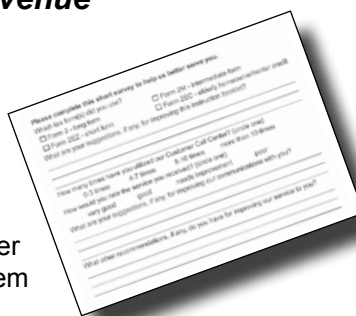 venue
Please complete this short survey to help us better serve you.
Which tax form(s) did you use?
☐ Form 2 - long form ☐ Form 2M - intermediate form
☐ Form 2EZ - short form ☐ Form 2EC - elderly homeowner/renter credit
What are your suggestions, if any, for improving this instruction booklet?
How many times have you utilized our Customer Call Center? (circle one)
0-3 times 4-7 times 8-10 times more than 10 times
How would you rate the service you received? (circle one)
very good good needs improvement poor
What are your suggestions, if any, for improving our communications with you?
What other recommendations, if any, do you have for improving our service to you?
er
em